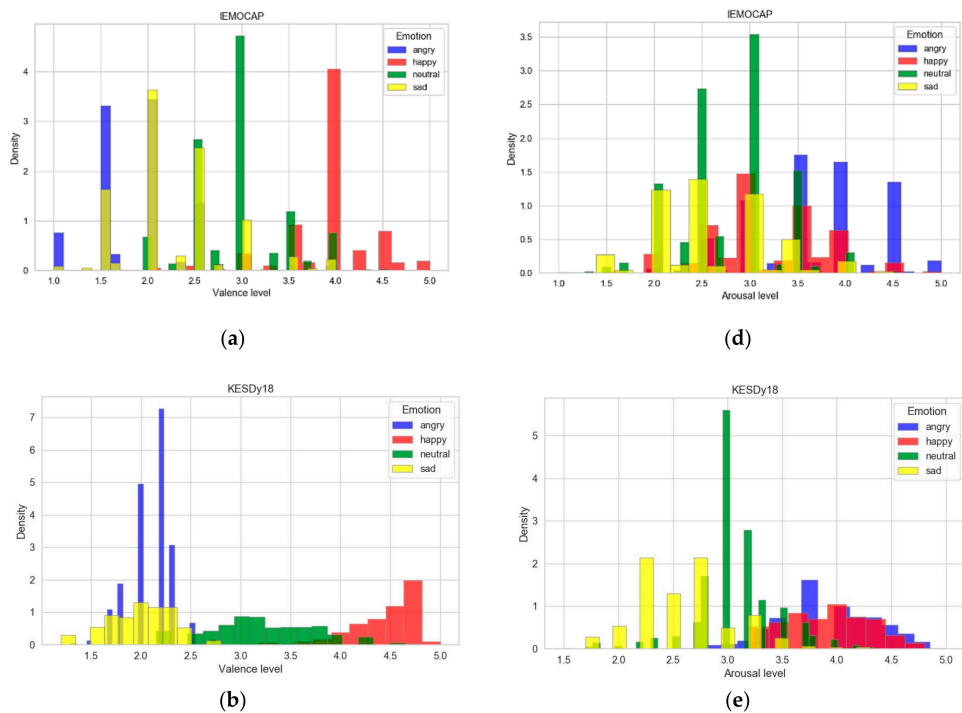 IEMOCAP
Emotion
angry
happy
neutral
sad
Density
4
3
2
1
0
1.0 1.5 2.0 2.5 3.0 3.5 4.0 4.5 5.0
Valence level
(a)
IEMOCAP
Emotion
angry
happy
neutral
sad
Density
3.5
3.0
2.5
2.0
1.5
1.0
0.5
0.0
1.0 1.5 2.0 2.5 3.0 3.5 4.0 4.5 5.0
Arousal level
(d)
KESDy18
Emotion
angry
happy
neutral
sad
Density
7
6
5
4
3
2
1
0
1.5 2.0 2.5 3.0 3.5 4.0 4.5 5.0
Valence level
(b)
KESDy18
Emotion
angry
happy
neutral
sad
Density
5
4
3
2
1
0
1.5 2.0 2.5 3.0 3.5 4.0 4.5 5.0
Arousal level
(e)